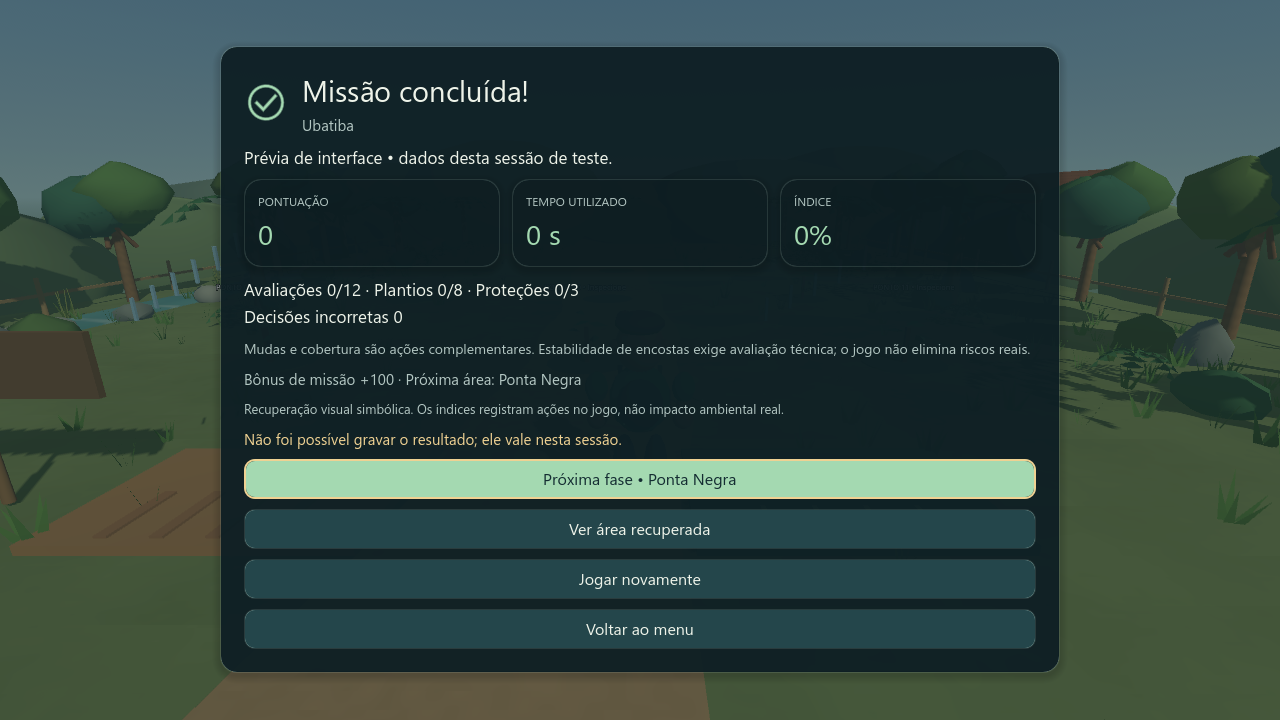 Missão concluída!
Ubatiba
Prévia de interface • dados desta sessão de teste.
PONTUAÇÃO
0
TEMPO UTILIZADO
0 s
ÍNDICE
0%
Avaliações 0/12 · Plantios 0/8 · Proteções 0/3
Decisões incorretas 0
Mudas e cobertura são ações complementares. Estabilidade de encostas exige avaliação técnica; o jogo não elimina riscos reais.
Bônus de missão +100 · Próxima área: Ponta Negra
Recuperação visual simbólica. Os índices registram ações no jogo, não impacto ambiental real.
Não foi possível gravar o resultado; ele vale nesta sessão.
Próxima fase • Ponta Negra
Ver área recuperada
Jogar novamente
Voltar ao menu